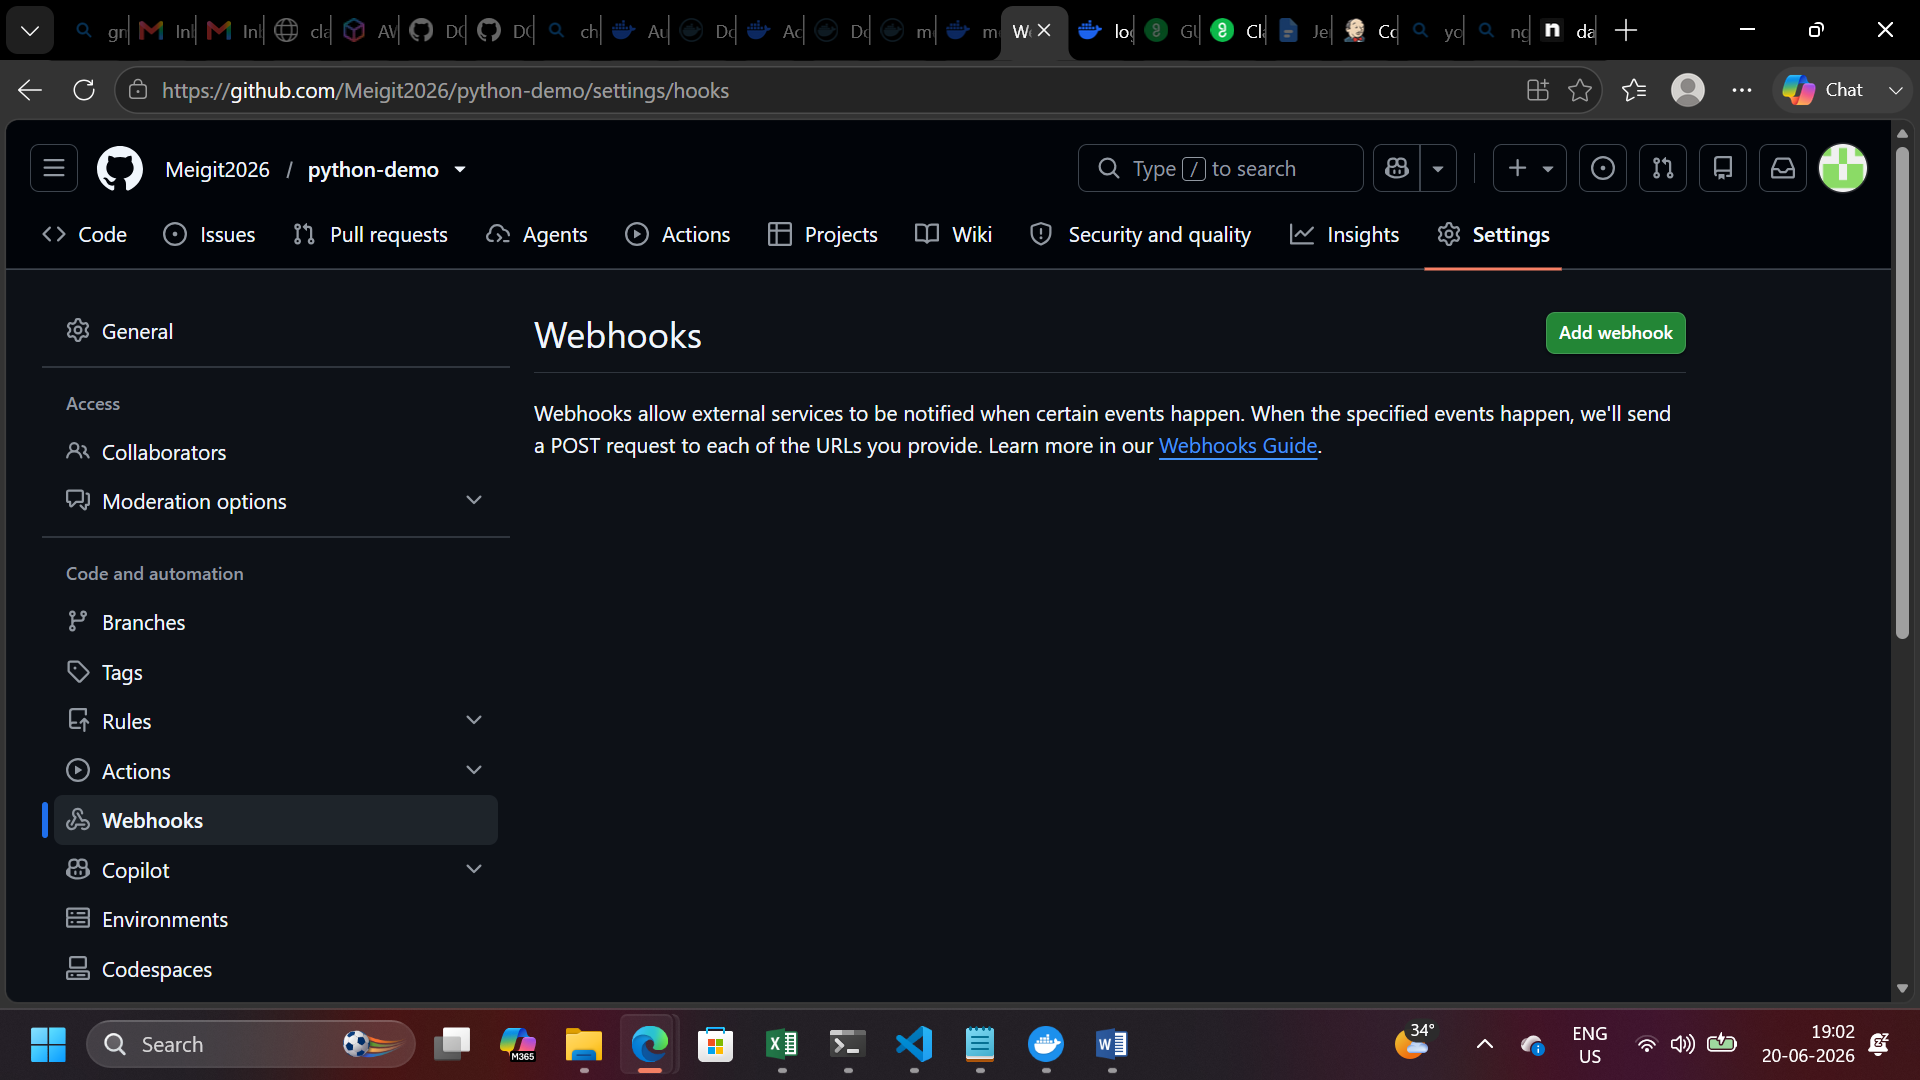 https://github.com/Meigit2026/python-demo/settings/hooks
Chat
Meigit2026 / python-demo
Type / to search
Code
Issues
Pull requests
Agents
Actions
Projects
Wiki
Security and quality
Insights
Settings
General
Access
Collaborators
Moderation options
Code and automation
Branches
Tags
Rules
Actions
Webhooks
Copilot
Environments
Codespaces
Webhooks
Add webhook
Webhooks allow external services to be notified when certain events happen. When the specified events happen, we'll send
a POST request to each of the URLs you provide. Learn more in our Webhooks Guide.
Search
M365
34°
ENG
US
19:02
20-06-2026